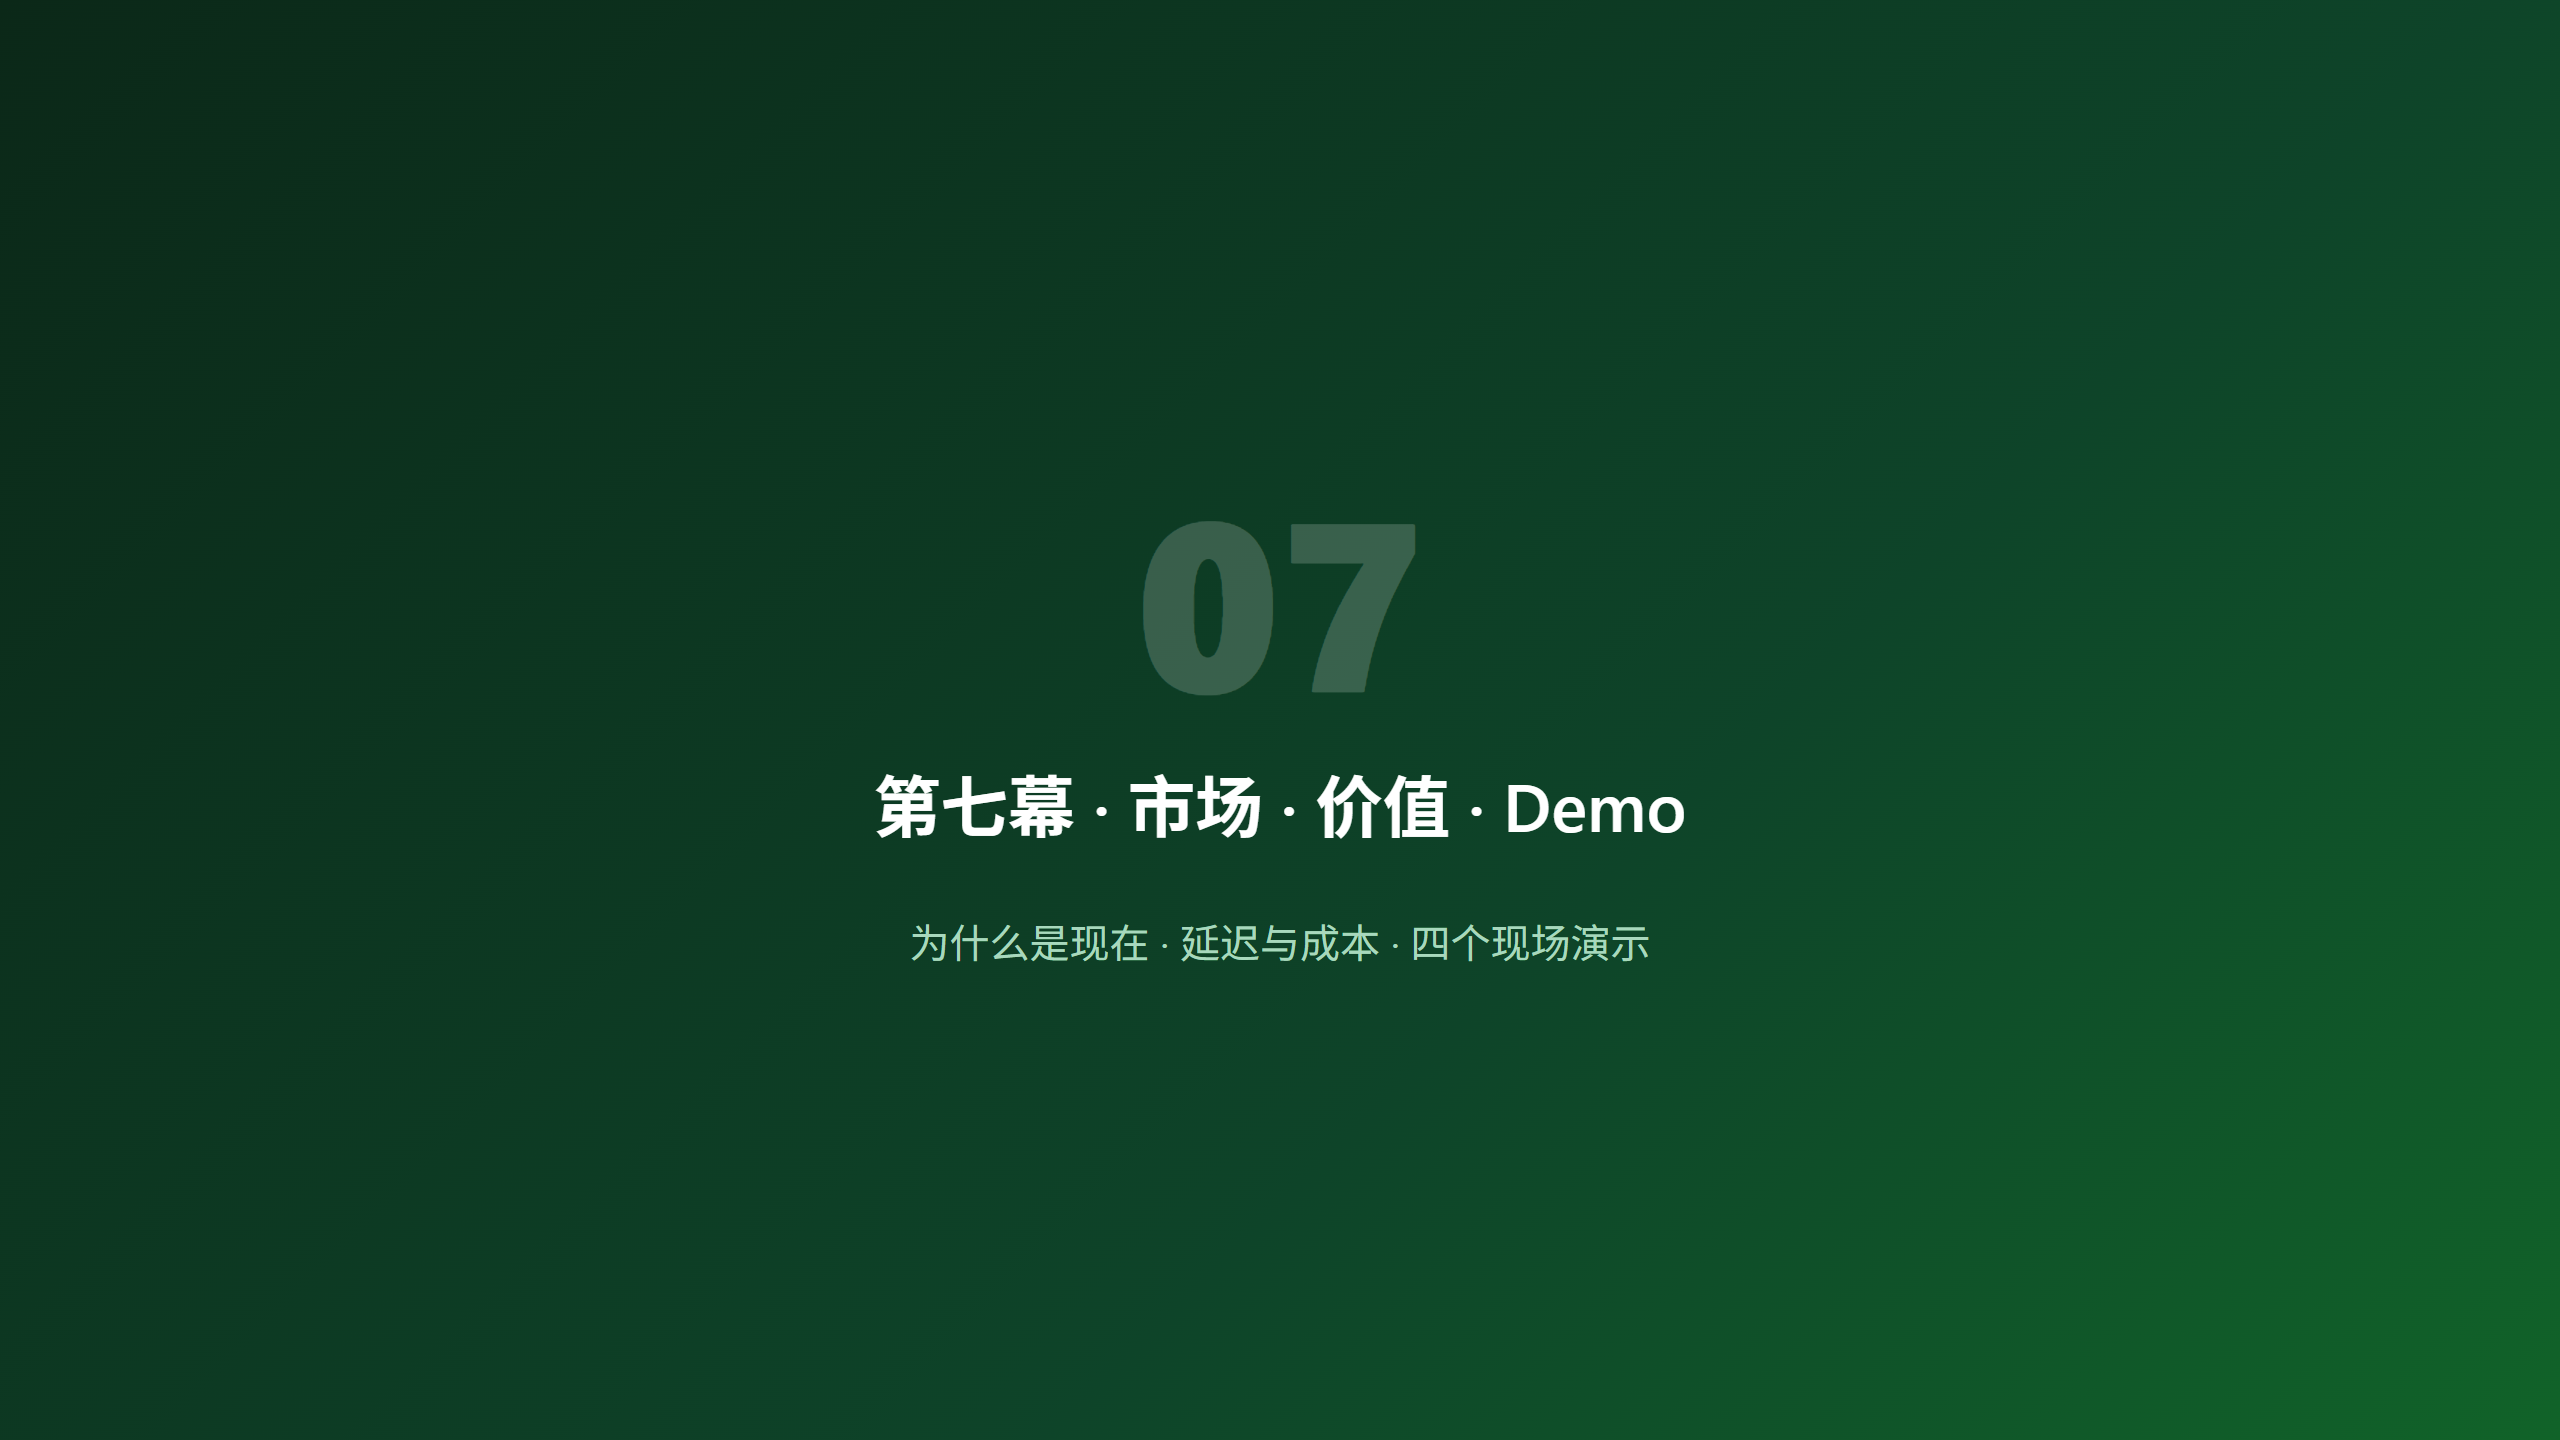 07
第七幕 · 市场 · 价值 · Demo
为什么是现在 · 延迟与成本 · 四个现场演示